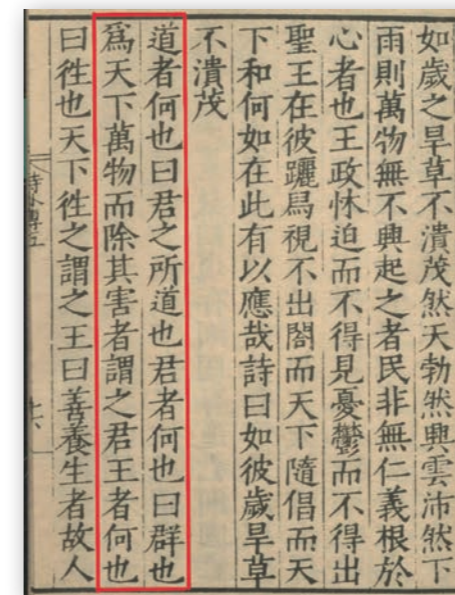 如歲之旱草不潰茂然天勃然興雲沛然下
雨則萬物無不興起之者民非無仁義根於
心者也王政怵迫而不得見憂鬱而不得出
聖王在彼躧舄視不出閤而天下隨倡而天
下和何如在此有以應哉詩曰如彼歲旱草
不潰茂
道者何也曰君之所道也君者何也曰群也
爲天下萬物而除其害者謂之君王者何也
曰徃也天下徃之謂之王曰善養生者故人